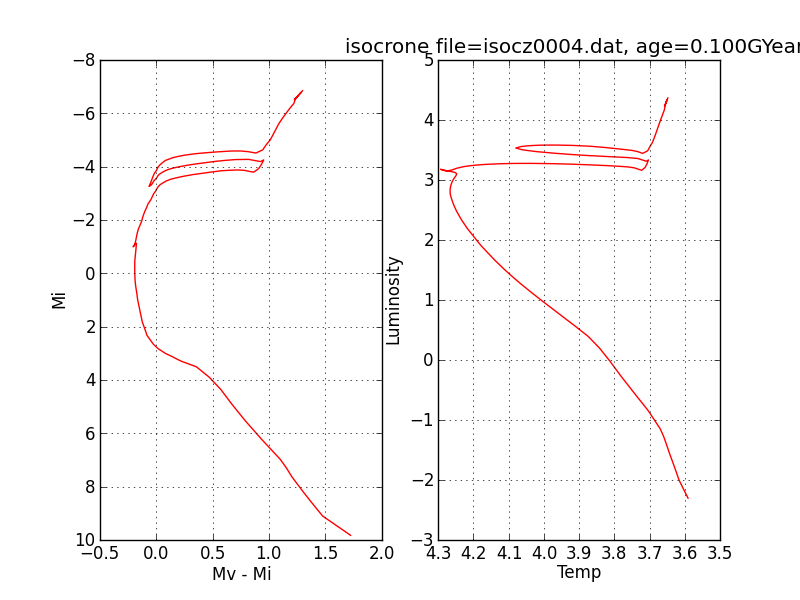 isocrone file=isocz0004.dat, age=0.100GYear
−8
−6
−4
−2
0
2
4
6
8
10
Mi
−0.5 0.0 0.5 1.0 1.5 2.0
Mv - Mi
5
4
3
2
1
0
−1
−2
−3
Luminosity
4.3 4.2 4.1 4.0 3.9 3.8 3.7 3.6 3.5
Temp